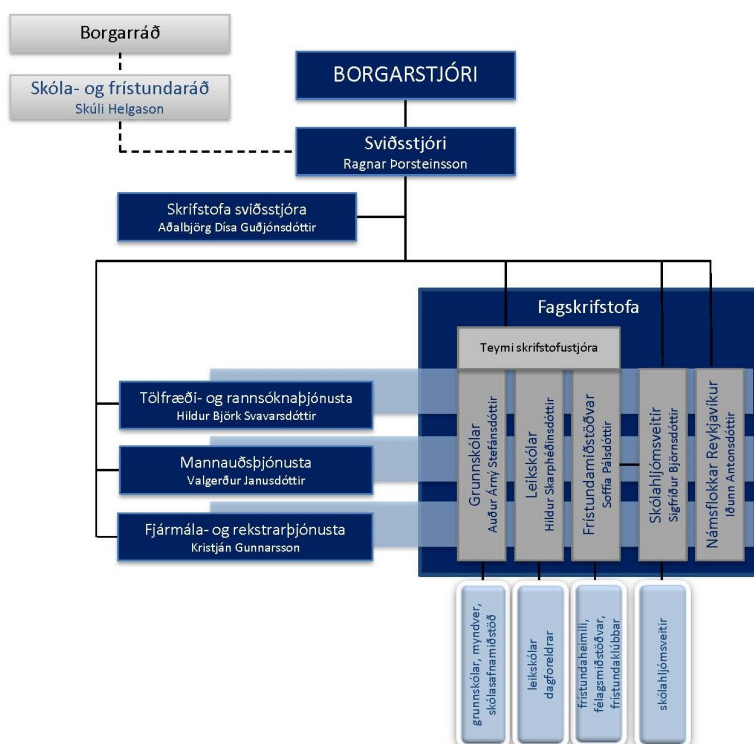 Borgarráð
Skóla- og frístundaráð
Skúli Helgason
BORGARSTJÓRI
Sviðsstjóri
Ragnar Þorsteinsson
Skrifstofa sviðsstjóra
Aðalbjörg Dísa Guðjónsdóttir
Fagskrifstofa
Teymi skrifstofustjóra
Tölfræði- og rannsóknaþjónusta
Hildur Björk Svavarsdóttir
Mannauðsþjónusta
Valgerður Janusdóttir
Fjármála- og rekstrarþjónusta
Kristján Gunnarsson
Grunnskólar
Auður Árný Stefánsdóttir
Leikskólar
Hildur Skarphéðinsdóttir
Frístundamiðstöðvar
Soffía Pálsdóttir
Skólahljómsveitir
Sigfríður Björnsdóttir
Námsflokkar Reykjavíkur
Iðunn Antonsdóttir
grunnskólar, myndver,
skólasafnamiðstöð
leikskólar
dagforeldrar
frístundaheimili,
félagsmiðstöðvar,
frístundaklúbbar
skólahljómsveitir